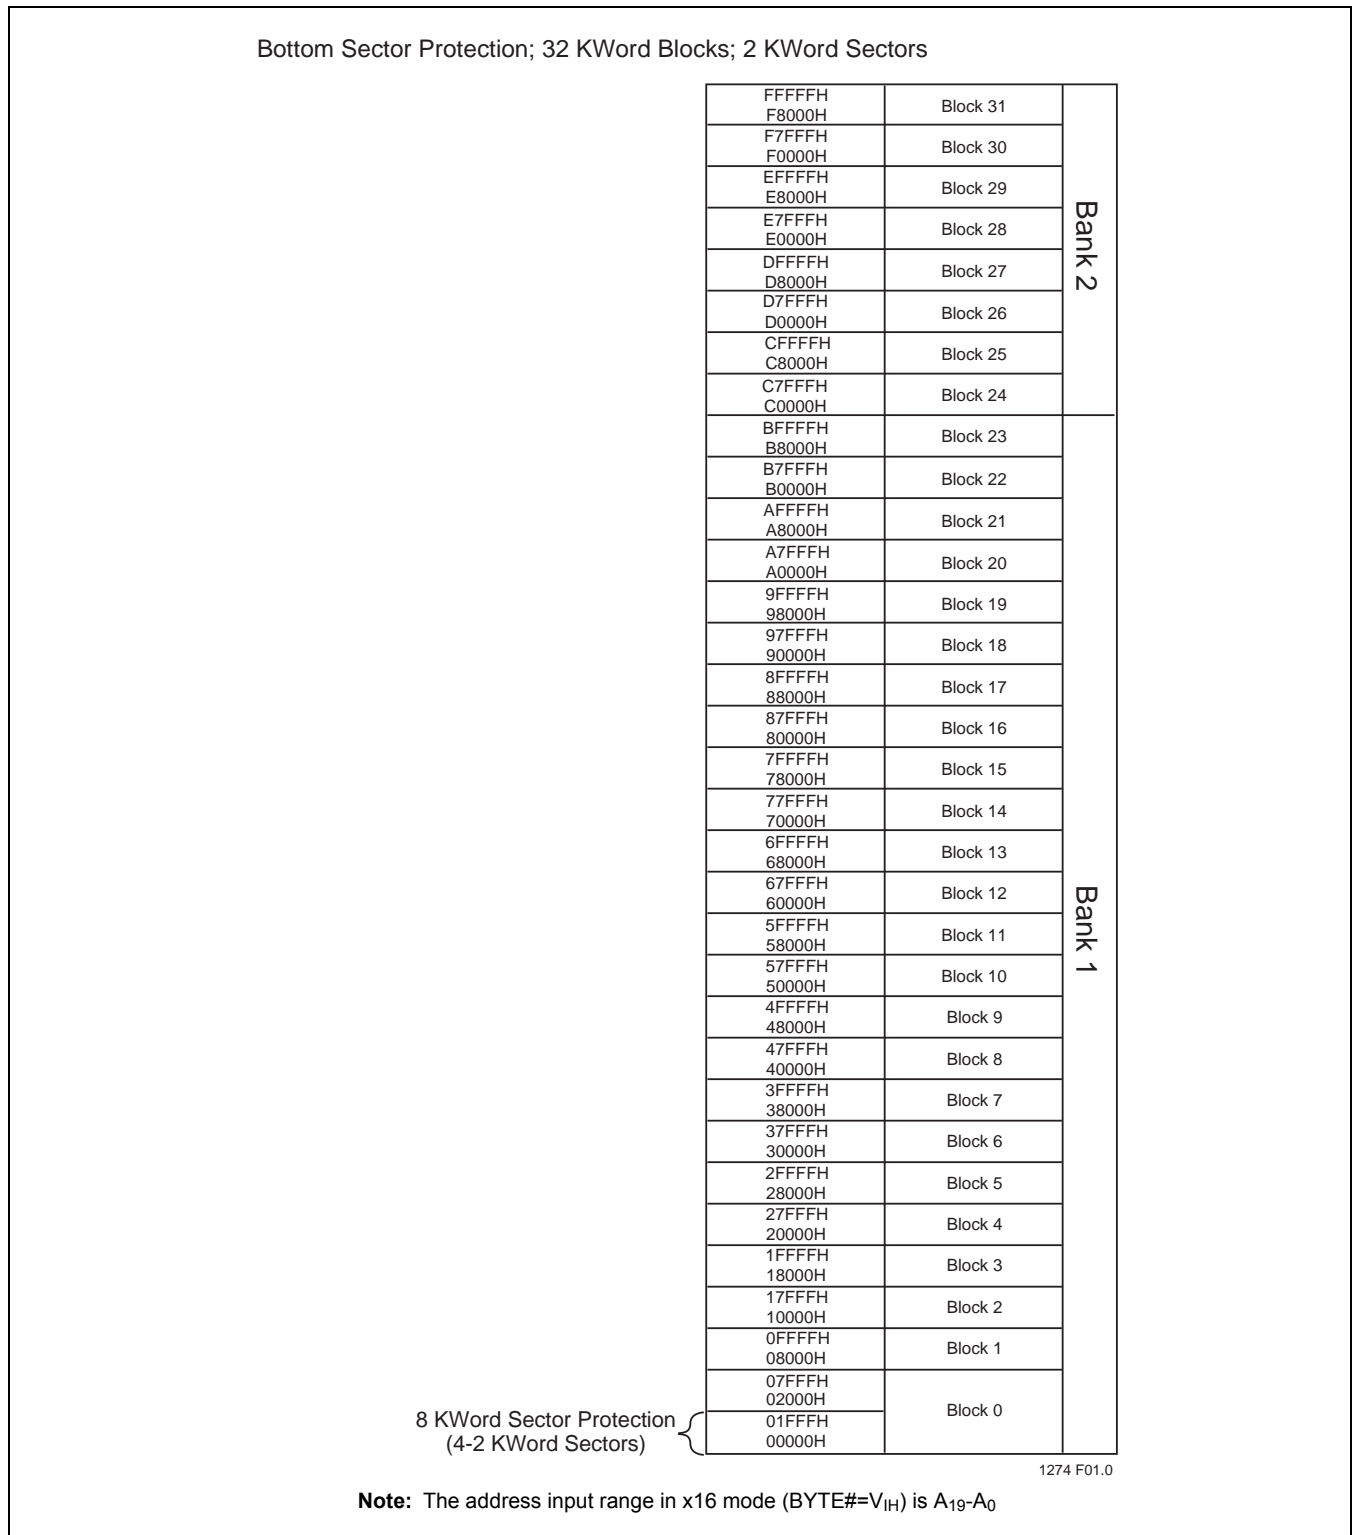 Bottom Sector Protection; 32 KWord Blocks; 2 KWord Sectors
FFFFFH
F8000H
Block 31
F7FFFH
F0000H
Block 30
EFFFFH
E8000H
Block 29
E7FFFH
E0000H
Block 28
DFFFFH
D8000H
Block 27
D7FFFH
D0000H
Block 26
CFFFFH
C8000H
Block 25
C7FFFH
C0000H
Block 24
Bank 2
BFFFFH
B8000H
Block 23
B7FFFH
B0000H
Block 22
AFFFFH
A8000H
Block 21
A7FFFH
A0000H
Block 20
9FFFFH
98000H
Block 19
97FFFH
90000H
Block 18
8FFFFH
88000H
Block 17
87FFFH
80000H
Block 16
7FFFFH
78000H
Block 15
77FFFH
70000H
Block 14
6FFFFH
68000H
Block 13
67FFFH
60000H
Block 12
5FFFFH
58000H
Block 11
57FFFH
50000H
Block 10
4FFFFH
48000H
Block 9
47FFFH
40000H
Block 8
3FFFFH
38000H
Block 7
37FFFH
30000H
Block 6
2FFFFH
28000H
Block 5
27FFFH
20000H
Block 4
1FFFFH
18000H
Block 3
17FFFH
10000H
Block 2
0FFFFH
08000H
Block 1
07FFFH
02000H
01FFFH
00000H
Block 0
Bank 1
8 KWord Sector Protection
(4-2 KWord Sectors)
1274 F01.0
Note: The address input range in x16 mode (BYTE#=VIH) is A19-A0